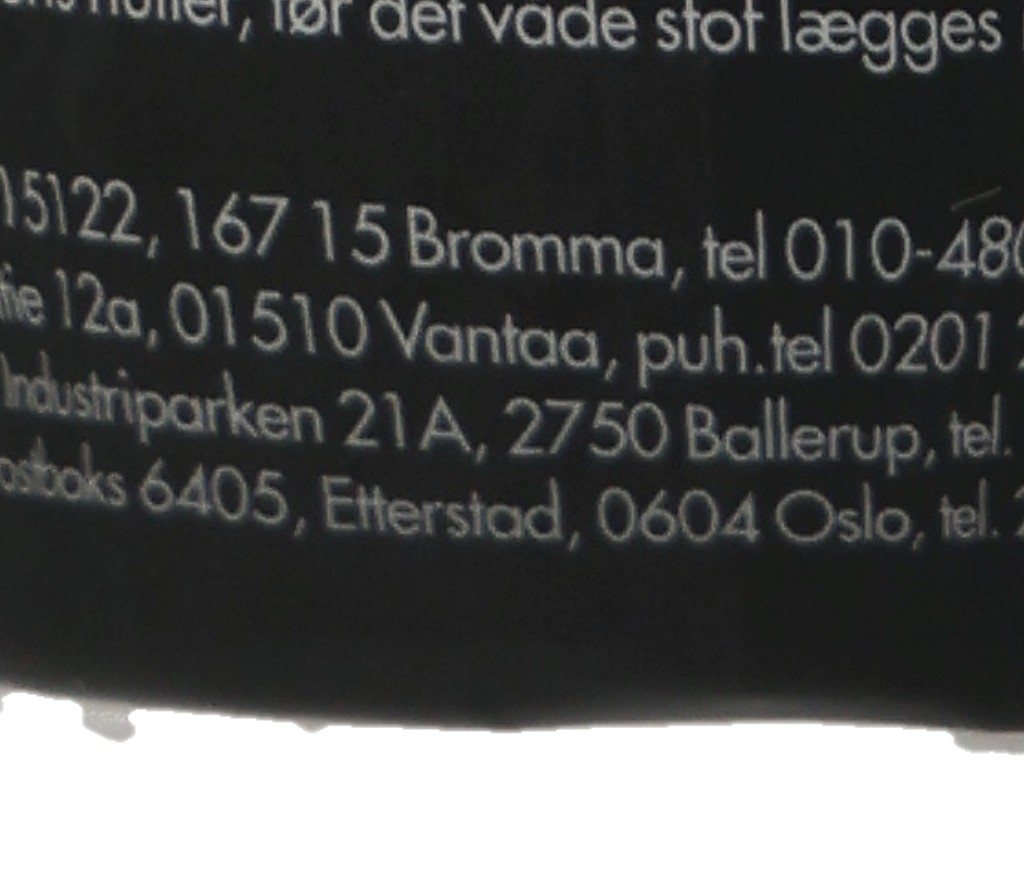 , før det våde stof lægges
15122, 167 15 Bromma, tel 010-48
12a, 01510 Vantaa, puh.tel 0201
Industriparken 21A, 2750 Ballerup, tel.
6405, Etterstad, 0604 Oslo, tel.